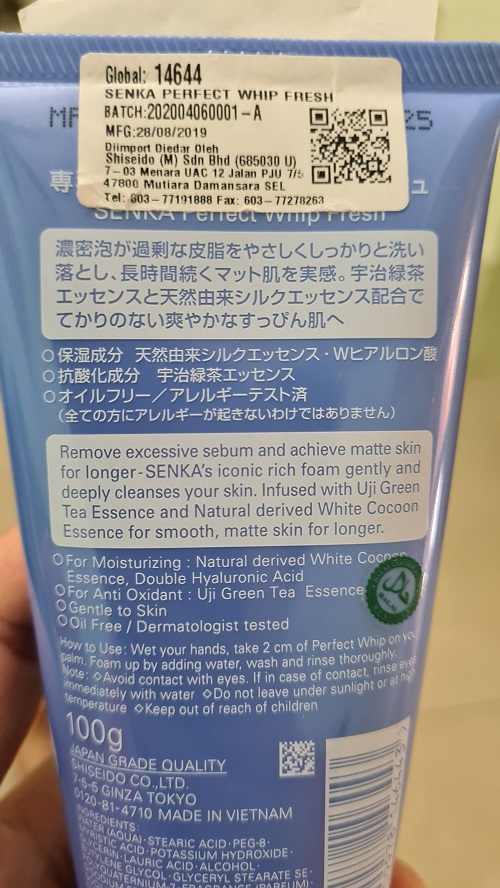 Global: 14644
SENKA PERFECT WHIP FRESH
BATCH:202004060001-A
MFG:28/08/2019
Diimport Diedar Oleh
Shiseido (M) Sdn Bhd (685030 U)
7-03 Menara UAC 12 Jalan PJU 7/5
47800 Mutiara Damansara SEL
Tel: 603-77191888 Fax: 603-77278263
SENKA Perfect Whip Fresh
濃密泡が過剰な皮脂をやさしくしっかりと洗い
落とし、長時間続くマット肌を実感。宇治緑茶
エッセンスと天然由来シルクエッセンス配合で
てかりのない爽やかなすっぴん肌へ
○保湿成分 天然由来シルクエッセンス・Wヒアルロン酸
○抗酸化成分 宇治緑茶エッセンス
○オイルフリー／アレルギーテスト済
（全ての方にアレルギーが起きないわけではありません）
Remove excessive sebum and achieve matte skin
for longer-SENKA's iconic rich foam gently and
deeply cleanses your skin. Infused with Uji Green
Tea Essence and Natural derived White Cocoon
Essence for smooth, matte skin for longer.
○For Moisturizing : Natural derived White Cocoon
Essence, Double Hyaluronic Acid
○For Anti Oxidant : Uji Green Tea Essence
○Gentle to Skin
○Oil Free / Dermatologist tested
HALAL
How to Use: Wet your hands, take 2 cm of Perfect Whip on your
palm. Foam up by adding water, wash and rinse thoroughly.
Note: ◇Avoid contact with eyes. If in case of contact, rinse eyes
immediately with water ◇Do not leave under sunlight or at high
temperature ◇Keep out of reach of children
100g
JAPAN GRADE QUALITY
SHISEIDO CO.,LTD.
7-5-5 GINZA TOKYO
0120-81-4710 MADE IN VIETNAM
INGREDIENTS:
WATER (AQUA)・STEARIC ACID・PEG-8・
MYRISTIC ACID・POTASSIUM HYDROXIDE・
GLYCERIN・LAURIC ACID・ALCOHOL・
BUTYLENE GLYCOL・GLYCERYL STEARATE SE・